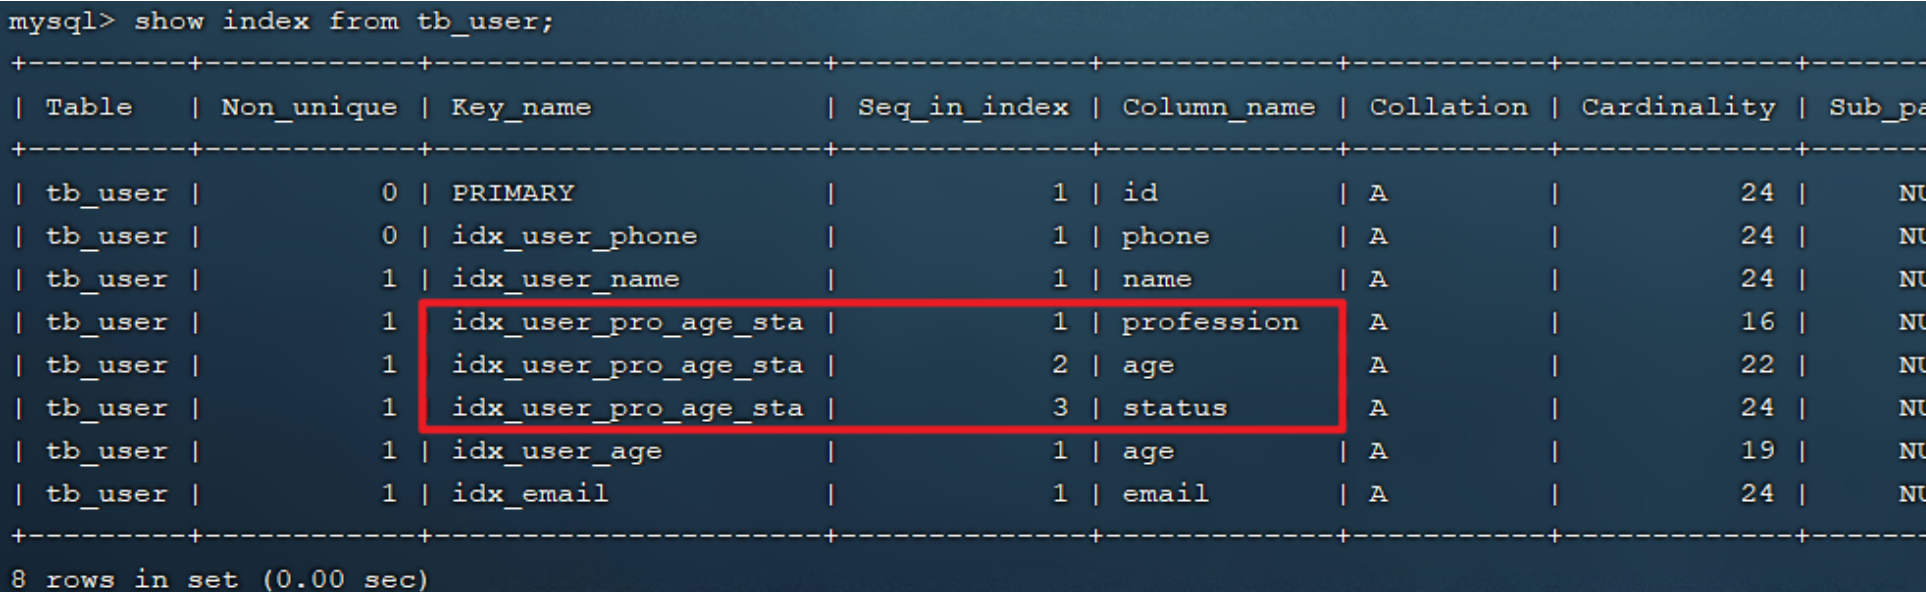 mysql> show index from tb_user;
+---------+------------+--------------------+--------------+-------------+-----------+-------------+------
| Table | Non_unique | Key_name | Seq_in_index | Column_name | Collation | Cardinality | Sub_pa
+---------+------------+--------------------+--------------+-------------+-----------+-------------+------
| tb_user | 0 | PRIMARY | 1 | id | A | 24 | NU
| tb_user | 0 | idx_user_phone | 1 | phone | A | 24 | NU
| tb_user | 1 | idx_user_name | 1 | name | A | 24 | NU
| tb_user | 1 | idx_user_pro_age_sta | 1 | profession | A | 16 | NU
| tb_user | 1 | idx_user_pro_age_sta | 2 | age | A | 22 | NU
| tb_user | 1 | idx_user_pro_age_sta | 3 | status | A | 24 | NU
| tb_user | 1 | idx_user_age | 1 | age | A | 19 | NU
| tb_user | 1 | idx_email | 1 | email | A | 24 | NU
+---------+------------+--------------------+--------------+-------------+-----------+-------------+------
8 rows in set (0.00 sec)